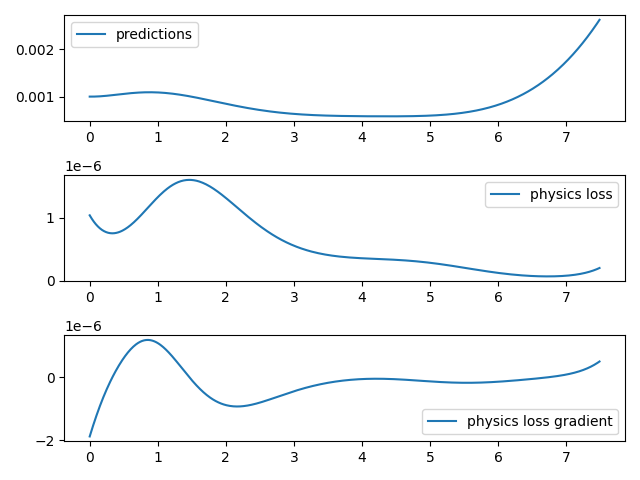 predictions
0.002
0.001
0 1 2 3 4 5 6 7
1e−6
physics loss
1
0
0 1 2 3 4 5 6 7
1e−6
0
physics loss gradient
−2
0 1 2 3 4 5 6 7